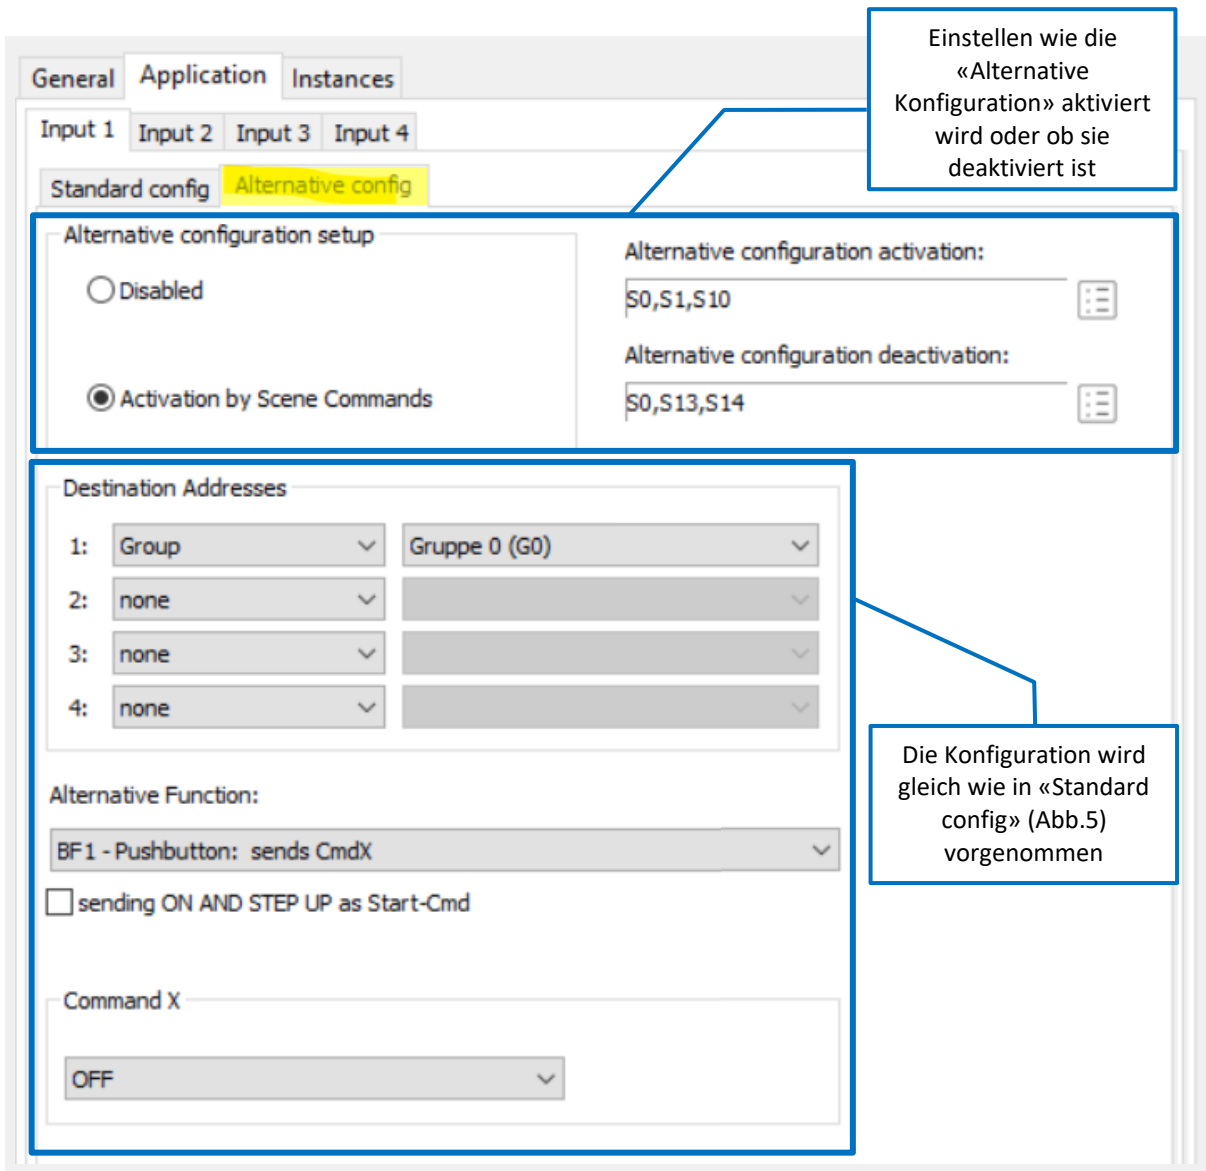 Einstellen wie die
«Alternative
Konfiguration» aktiviert
wird oder ob sie
deaktiviert ist
General Application Instances
Input 1 Input 2 Input 3 Input 4
Standard config Alternative config
Alternative configuration setup
Disabled
Activation by Scene Commands
Alternative configuration activation:
S0,S1,S10
Alternative configuration deactivation:
S0,S13,S14
Destination Addresses
1: Group Gruppe 0 (G0)
2: none
3: none
4: none
Die Konfiguration wird
gleich wie in «Standard
config» (Abb.5)
vorgenommen
Alternative Function:
BF1 - Pushbutton: sends CmdX
sending ON AND STEP UP as Start-Cmd
Command X
OFF